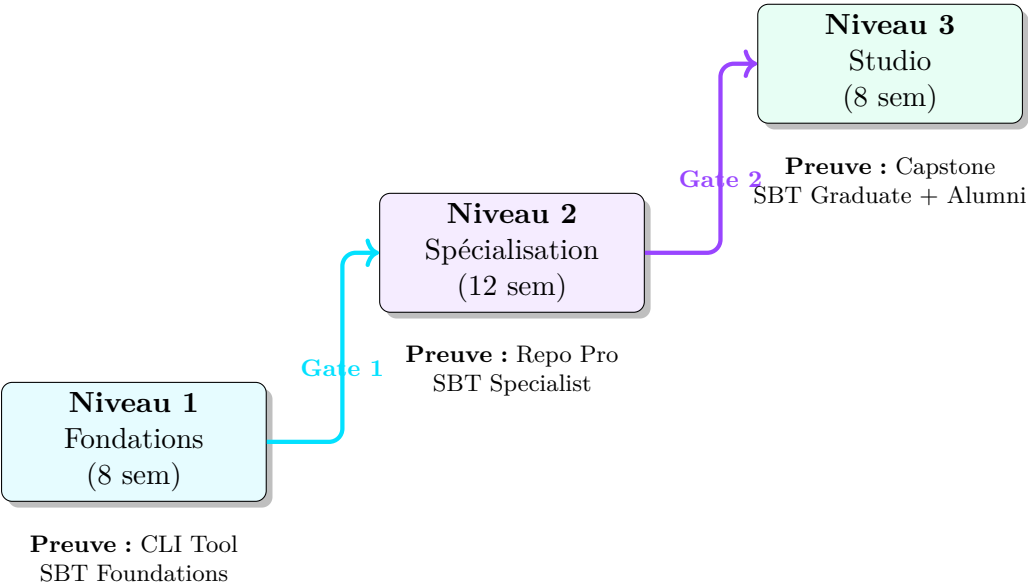 Niveau 3
Studio
(8 sem)
Preuve : Capstone
SBT Graduate + Alumni
Gate 2
Niveau 2
Spécialisation
(12 sem)
Preuve : Repo Pro
SBT Specialist
Gate 1
Niveau 1
Fondations
(8 sem)
Preuve : CLI Tool
SBT Foundations